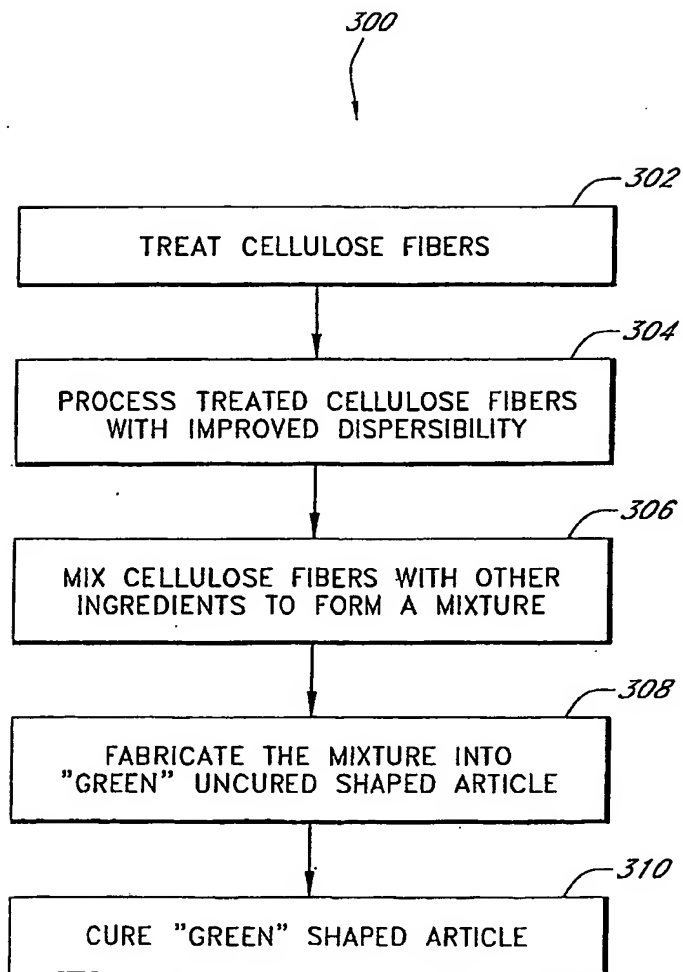 300
302
TREAT CELLULOSE FIBERS
304
PROCESS TREATED CELLULOSE FIBERS
WITH IMPROVED DISPERSIBILITY
306
MIX CELLULOSE FIBERS WITH OTHER
INGREDIENTS TO FORM A MIXTURE
308
FABRICATE THE MIXTURE INTO
"GREEN" UNCURED SHAPED ARTICLE
310
CURE "GREEN" SHAPED ARTICLE